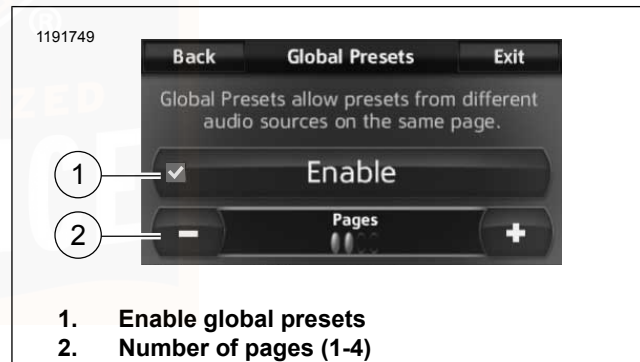 1191749
Back Global Presets Exit
Global Presets allow presets from different
audio sources on the same page.
1
Enable
2
- Pages +
1. Enable global presets
2. Number of pages (1-4)